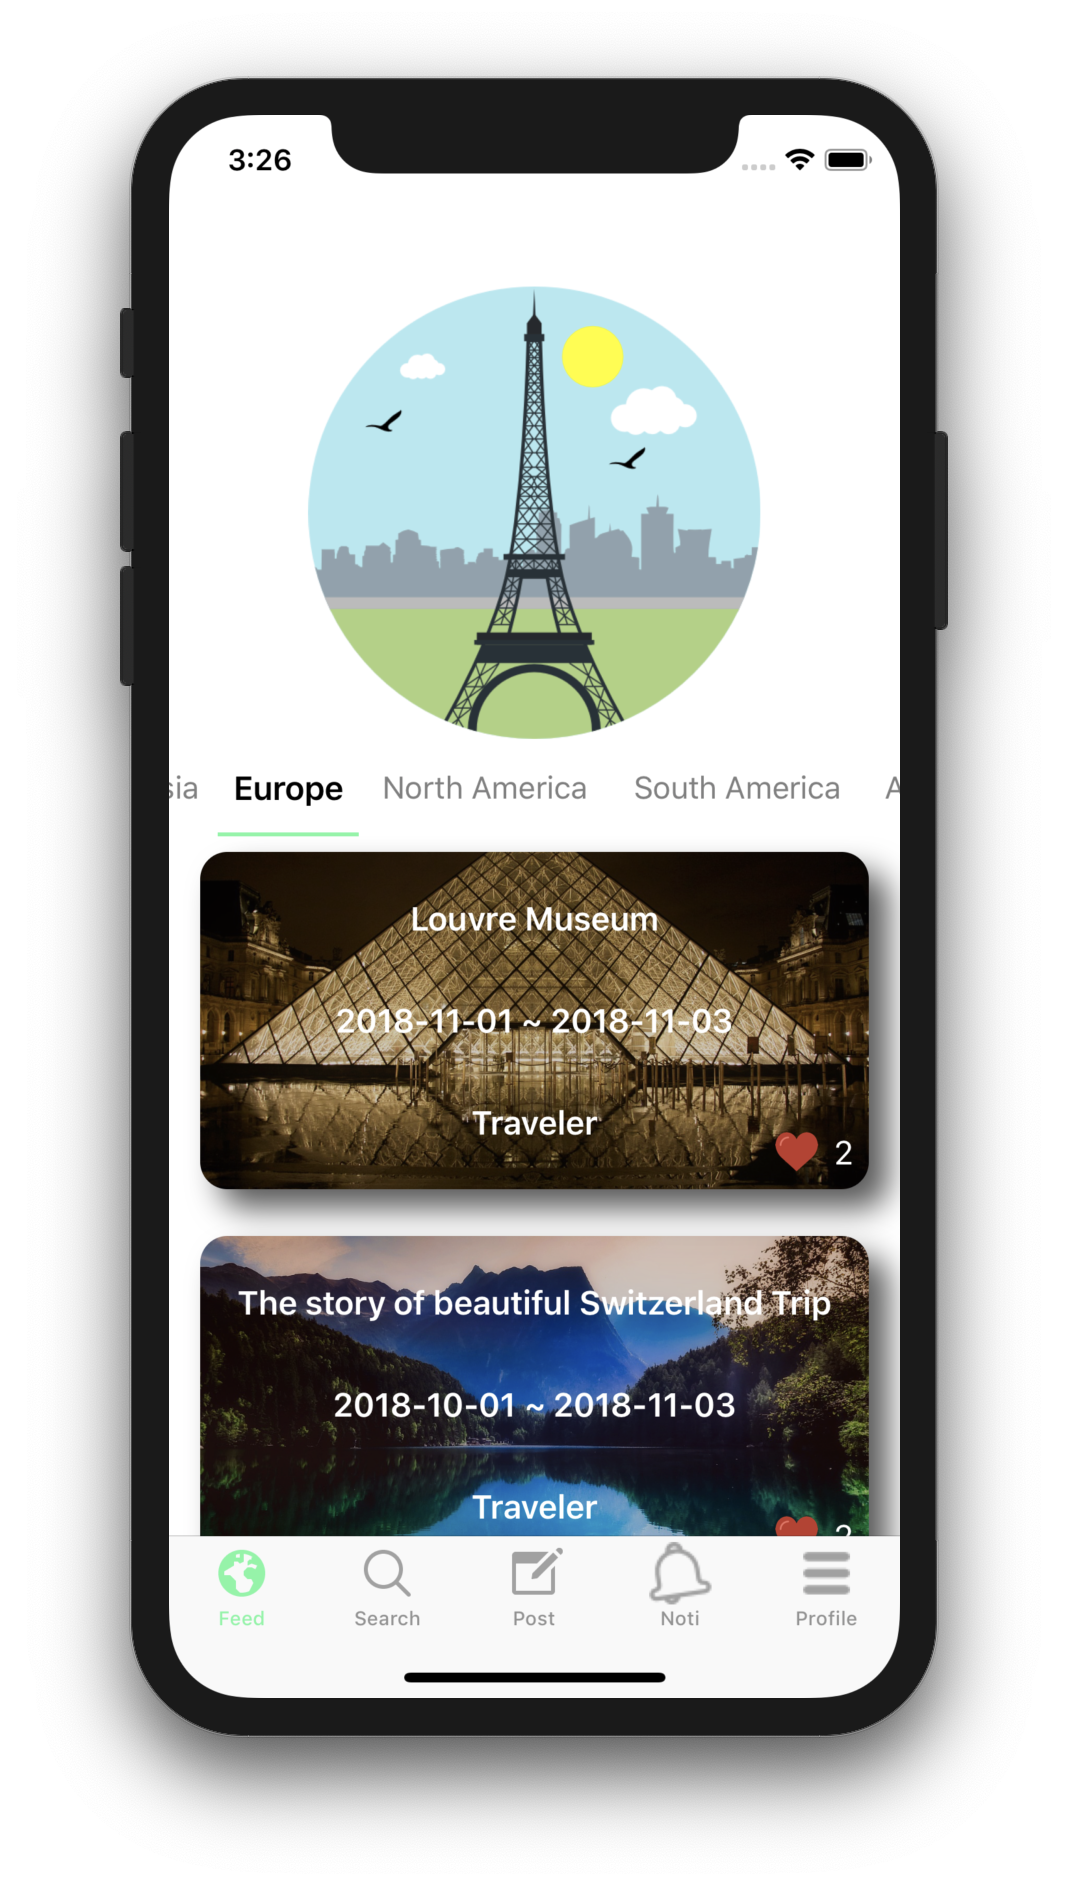 3:26
sia Europe North America South America A
Louvre Museum
2018-11-01 ~ 2018-11-03
Traveler
2
The story of beautiful Switzerland Trip
2018-10-01 ~ 2018-11-03
Traveler
Feed Search Post Noti Profile